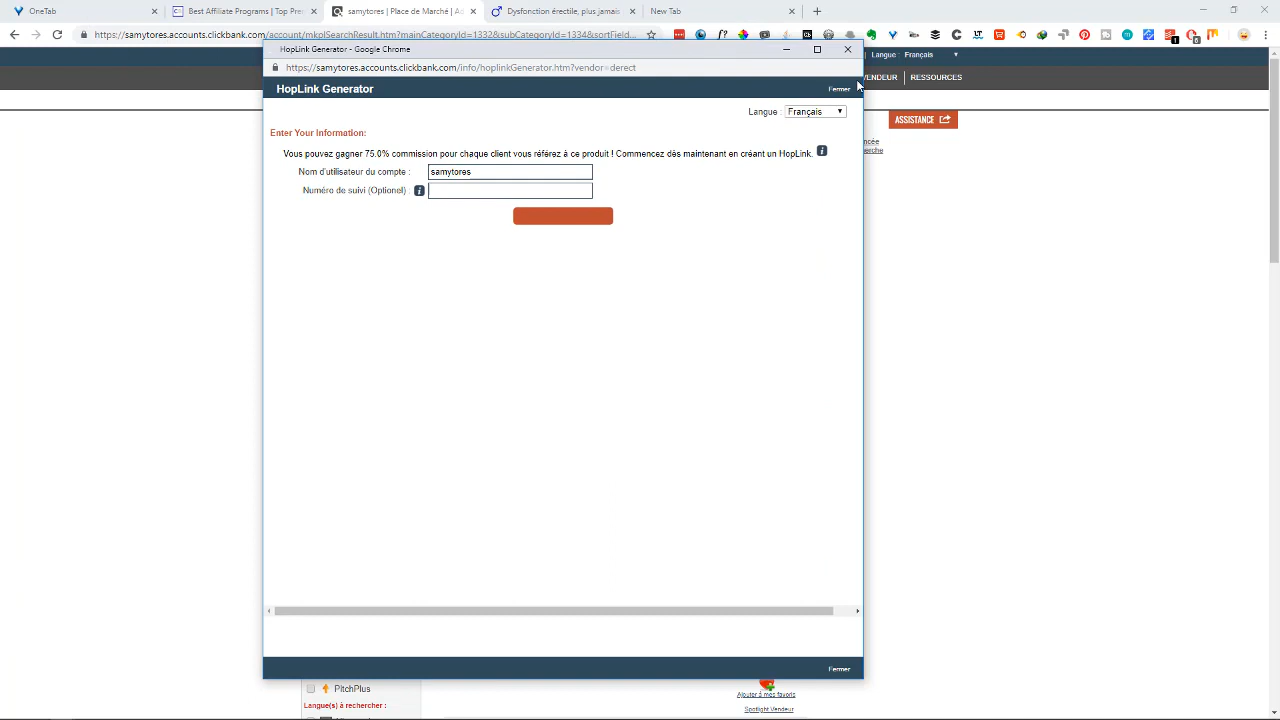 OneTab
Best Affiliate Programs | Top Pre
samytores | Place de Marché | A
Dysfonction érectile, plus jamais
New Tab
https://samytores.accounts.clickbank.com/account/mkplSearchResult.htm?mainCategoryId=1332&subCategoryId=1334&sortField...
HopLink Generator - Google Chrome
Langue : Français
https://samytores.accounts.clickbank.com/info/hoplinkGenerator.htm?vendor=derect
VENDEUR RESSOURCES
HopLink Generator
Fermer
Langue : Français
ASSISTANCE
Enter Your Information:
Vous pouvez gagner 75.0% commission pour chaque client vous référez à ce produit! Commencez dès maintenant en créant un HopLink.
Nom d'utilisateur du compte : samytores
Numéro de suivi (Optionel) :
Fermer
PitchPlus
Ajouter à mes favoris
Langue(s) à rechercher :
Spotlight Vendeur